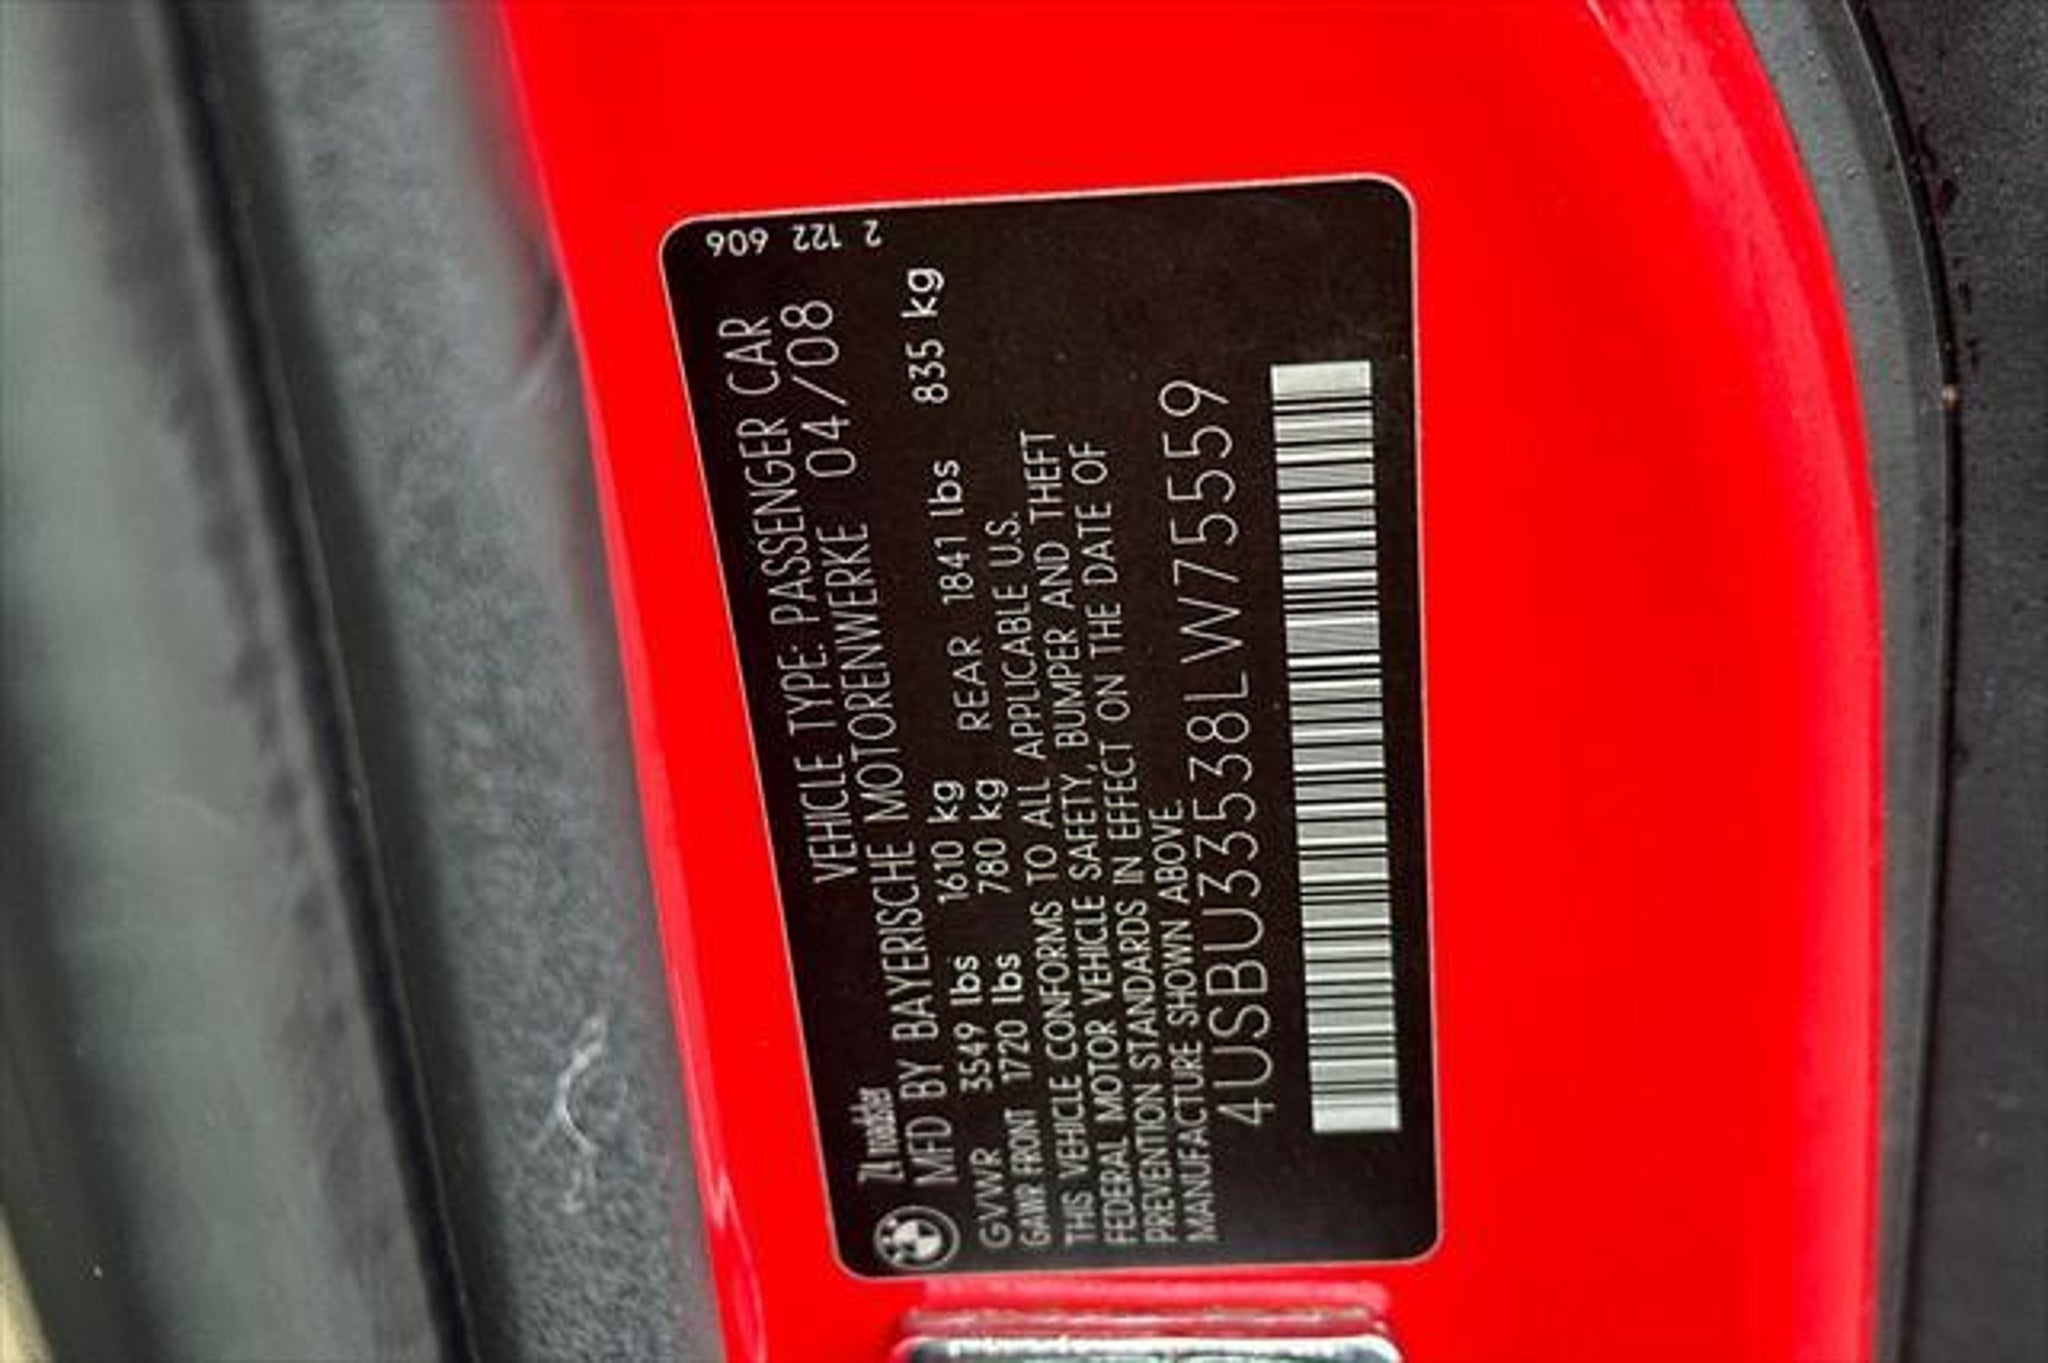 2 122 606
Z4 roadster VEHICLE TYPE: PASSENGER CAR
MFD BY BAYERISCHE MOTORENWERKE 04/08
GVWR 3549 lbs 1610 kg
GAWR FRONT 1720 lbs 780 kg REAR 1841 lbs 835 kg
THIS VEHICLE CONFORMS TO ALL APPLICABLE U.S.
FEDERAL MOTOR VEHICLE SAFETY, BUMPER AND THEFT
PREVENTION STANDARDS IN EFFECT ON THE DATE OF
MANUFACTURE SHOWN ABOVE.
4USBU33538LW75559